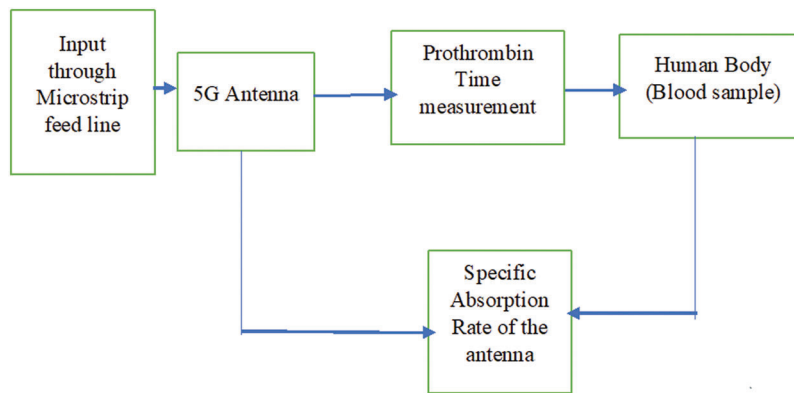 Input
through
Microstrip
feed line
5G Antenna
Prothrombin
Time
measurement
Human Body
(Blood sample)
Specific
Absorption
Rate of the
antenna